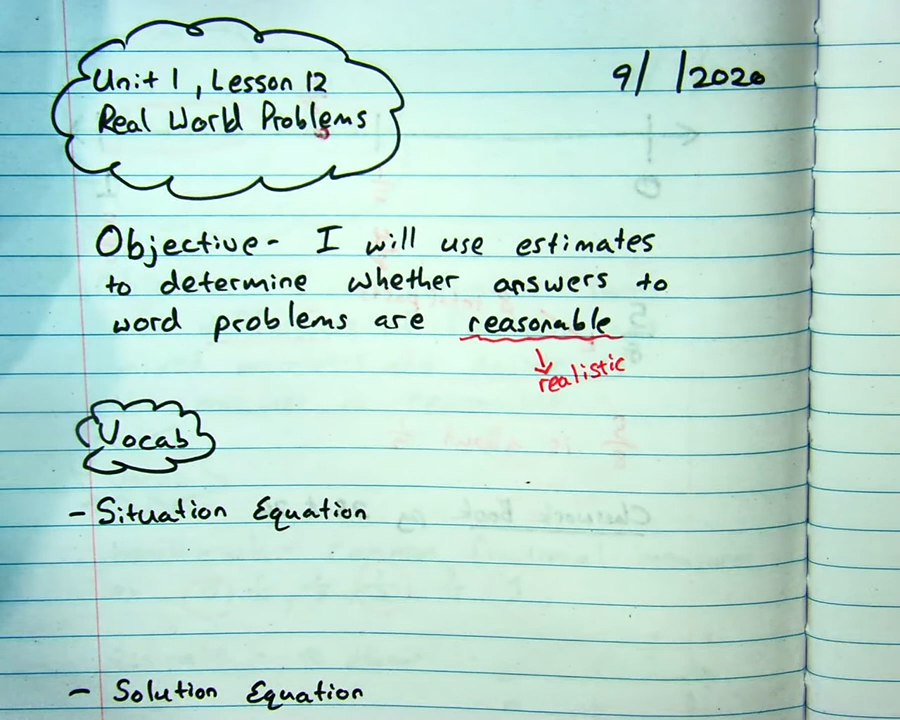 Unit 1, Lesson 12
9/ /2020
Real World Problems
Objective- I will use estimates
to determine whether answers to
word problems are reasonable
realistic
Vocab
- Situation Equation
- Solution Equation